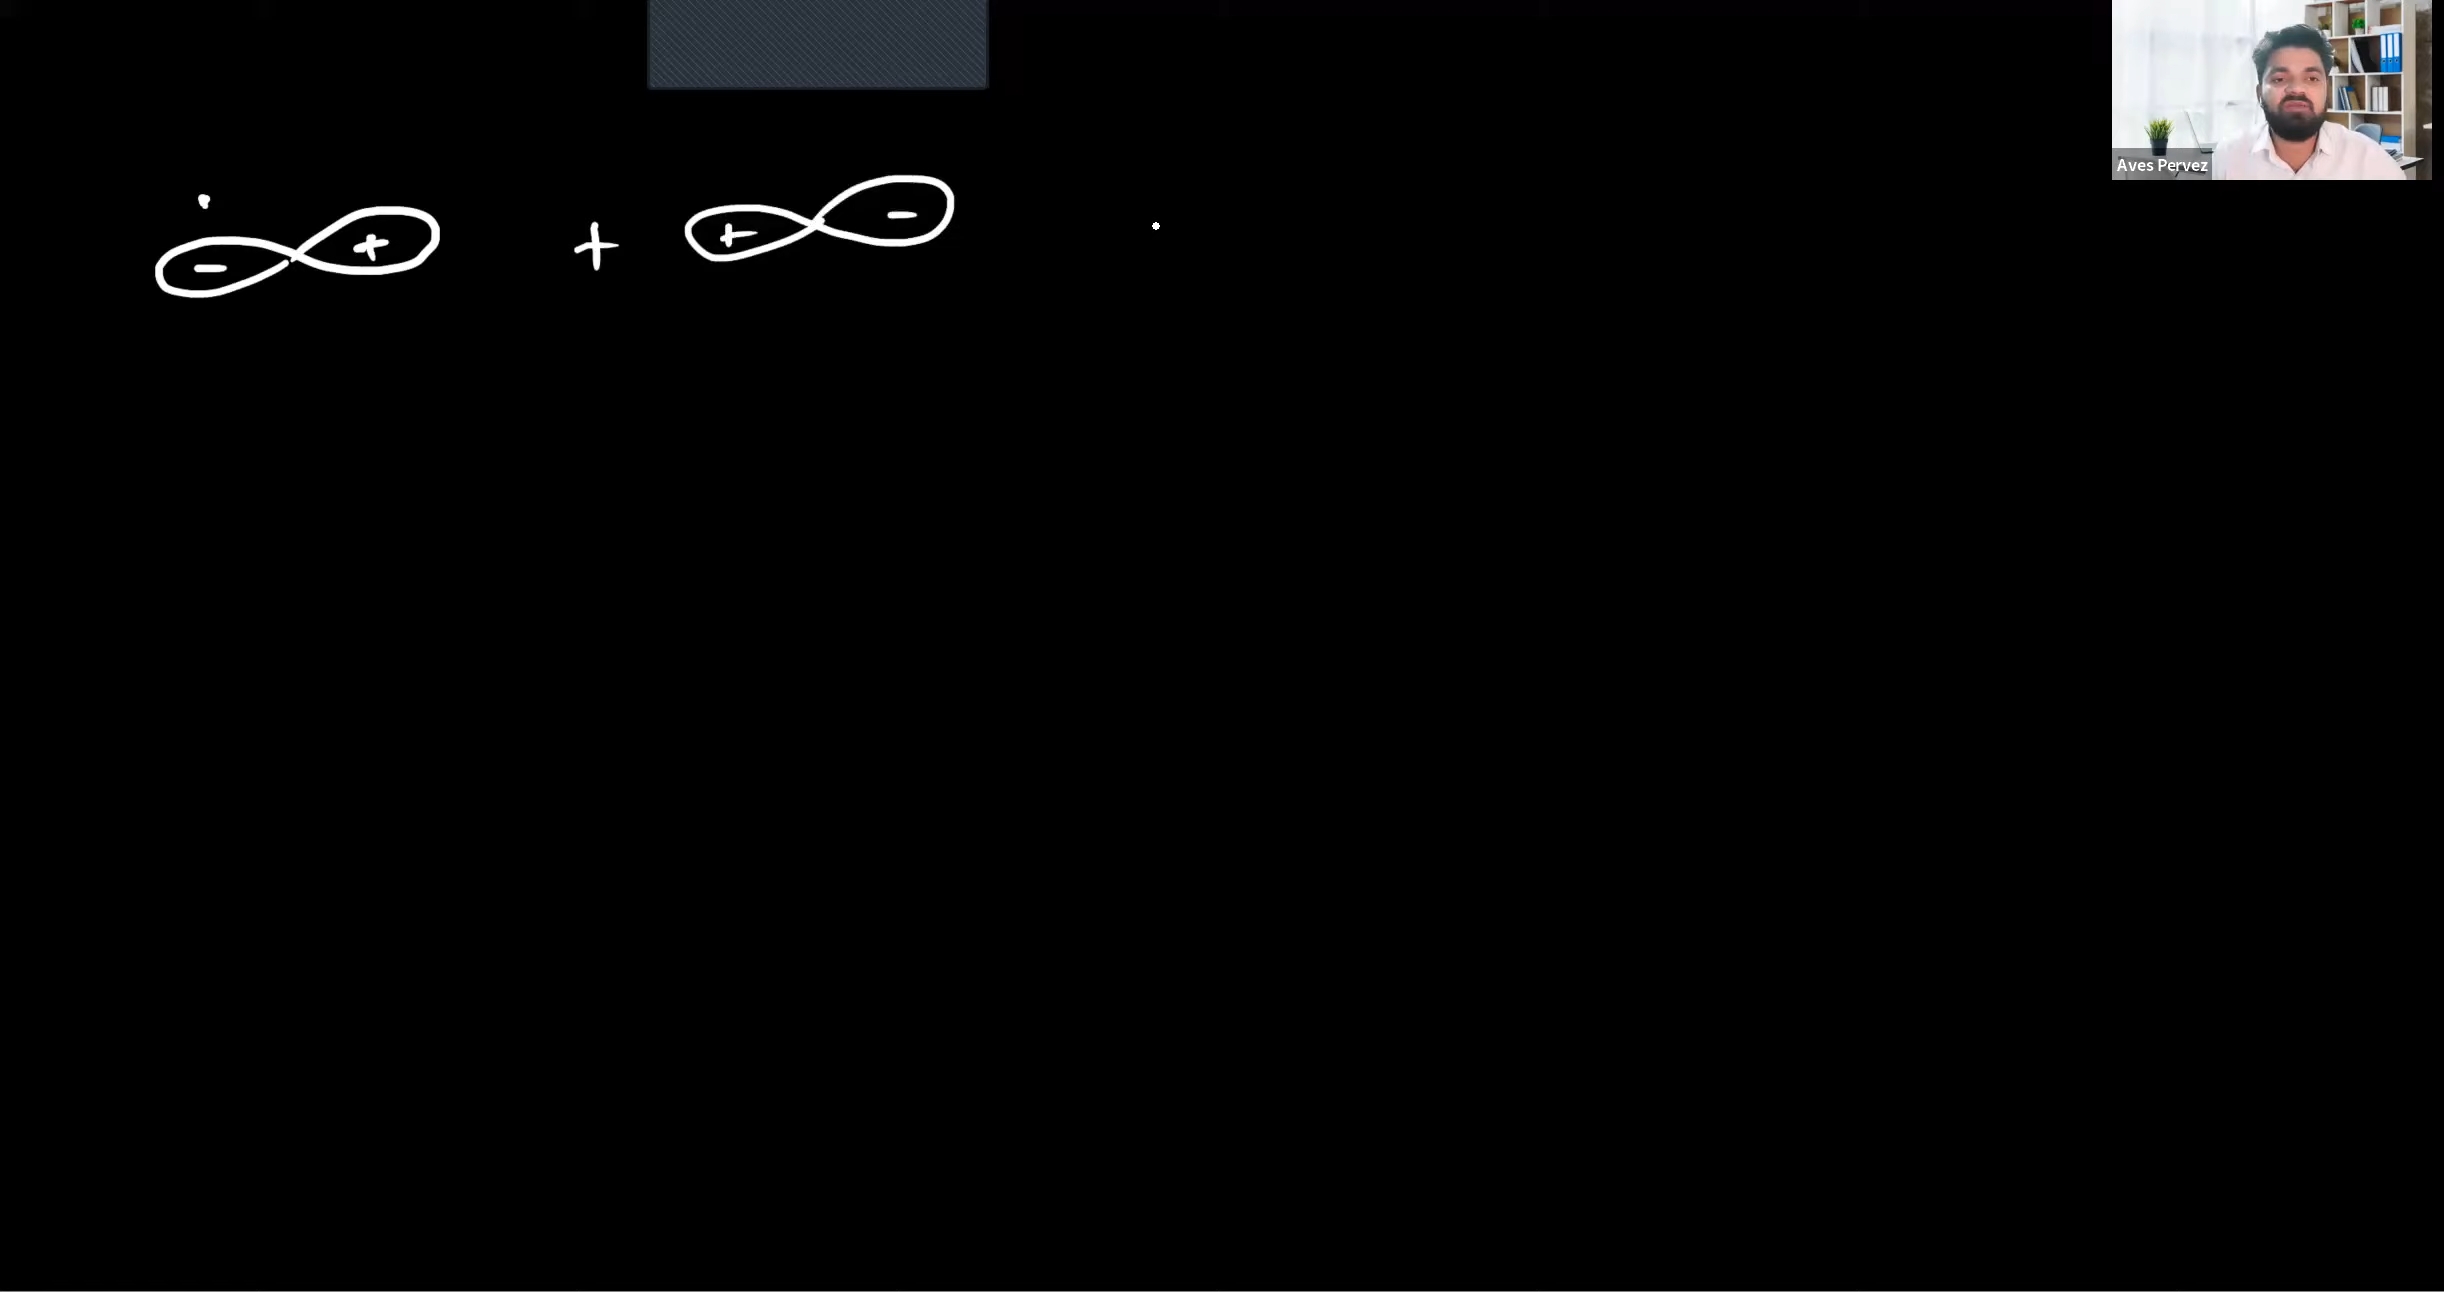 Aves Pervez
- + + + -